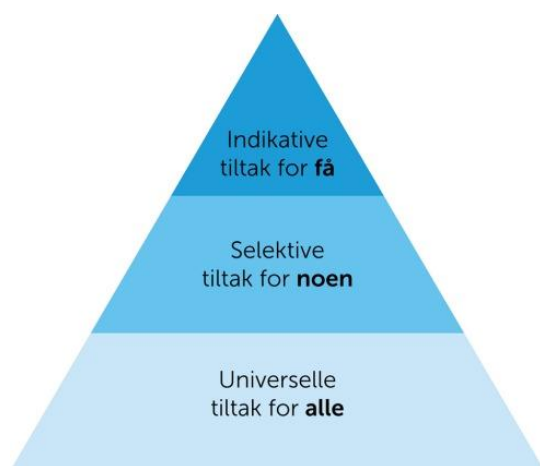 Indikative
tiltak for få
Selektive
tiltak for noen
Universelle
tiltak for alle